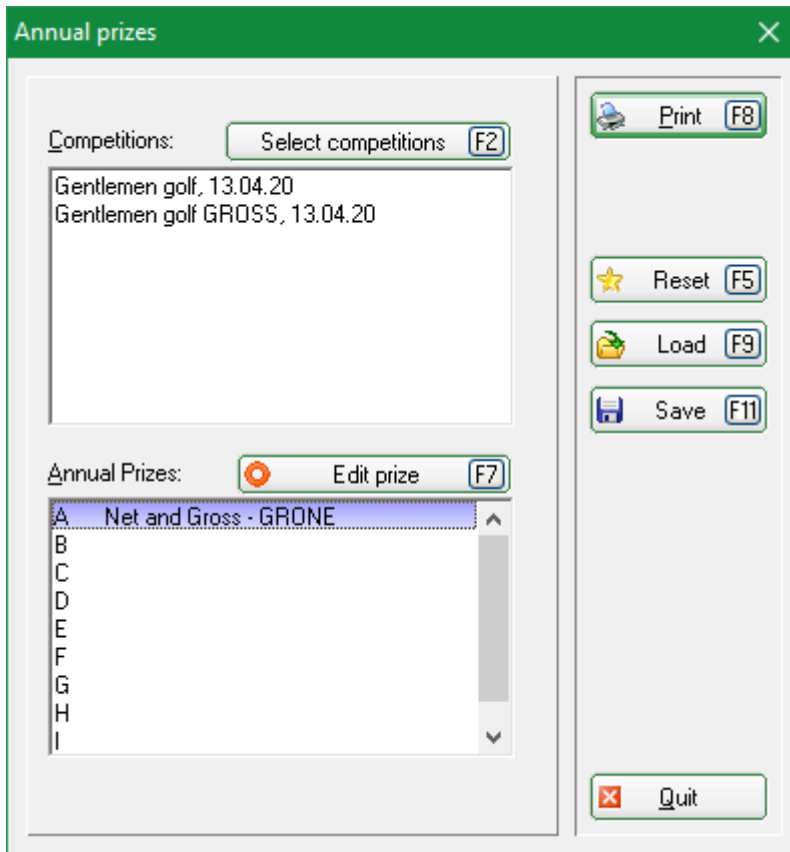 Annual prizes
Competitions:
Select competitions F2
Gentlemen golf, 13.04.20
Gentlemen golf GROSS, 13.04.20
Annual Prizes:
Edit prize F7
A Net and Gross - GRONE
B
C
D
E
F
G
H
I
Print F8
Reset F5
Load F9
Save F11
Quit